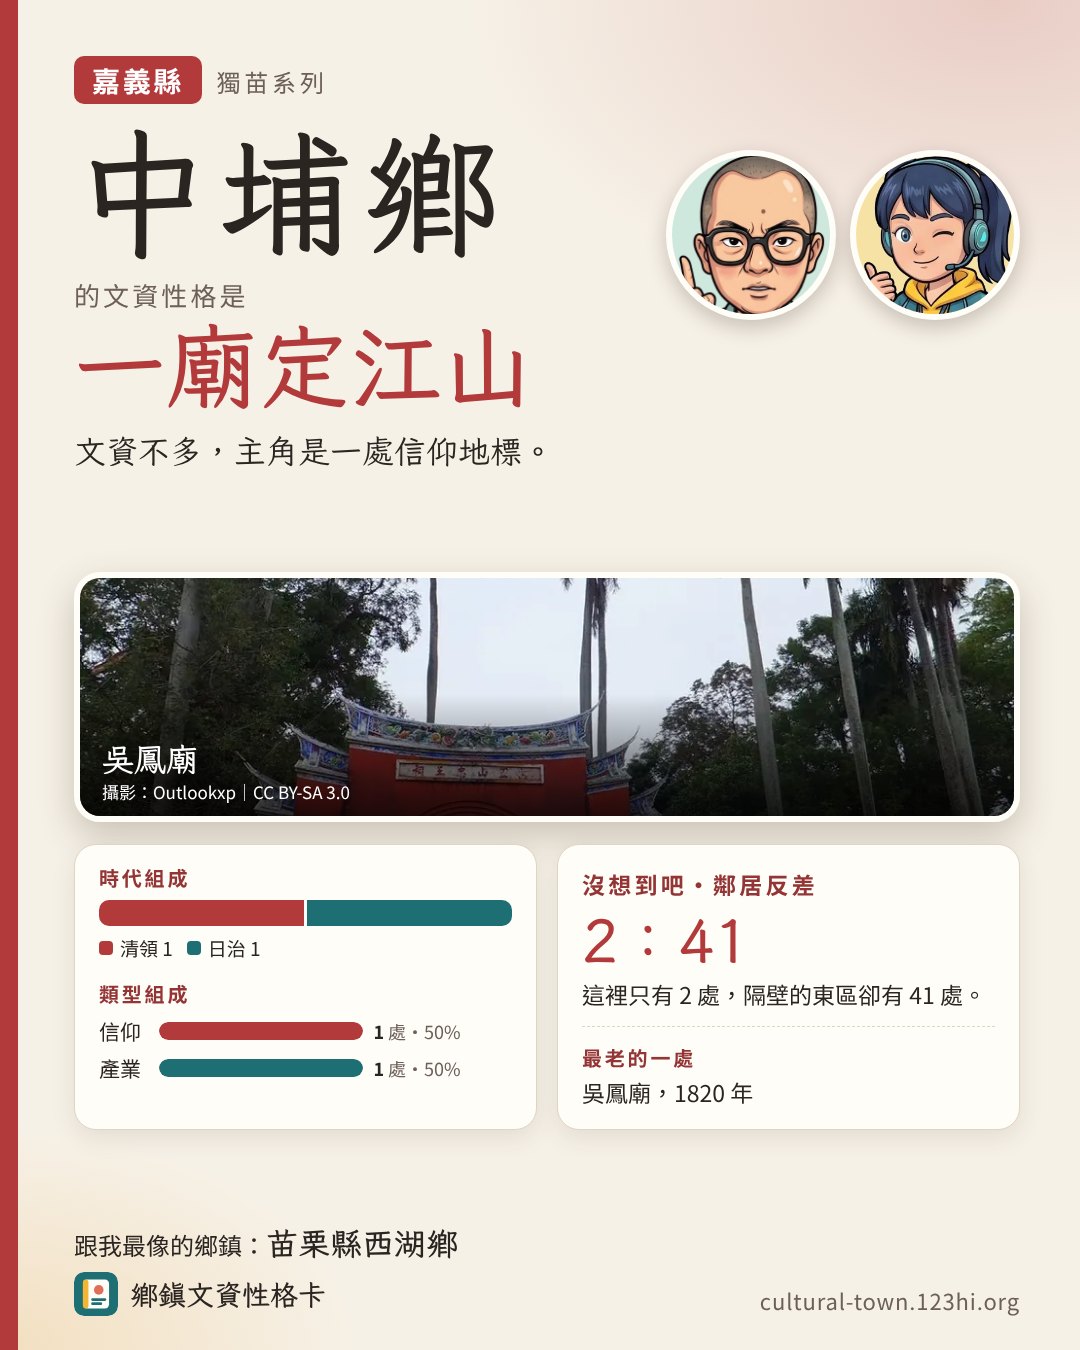 嘉義縣 獨苗系列
中埔鄉
的文資性格是
一廟定江山
文資不多，主角是一處信仰地標。
吳鳳廟
攝影：Outlookxp｜CC BY-SA 3.0
時代組成
清領 1 日治 1
類型組成
信仰 1 處・50%
產業 1 處・50%
沒想到吧・鄰居反差
2：41
這裡只有 2 處，隔壁的東區卻有 41 處。
最老的一處
吳鳳廟，1820 年
跟我最像的鄉鎮：苗栗縣西湖鄉
鄉鎮文資性格卡
cultural-town.123hi.org